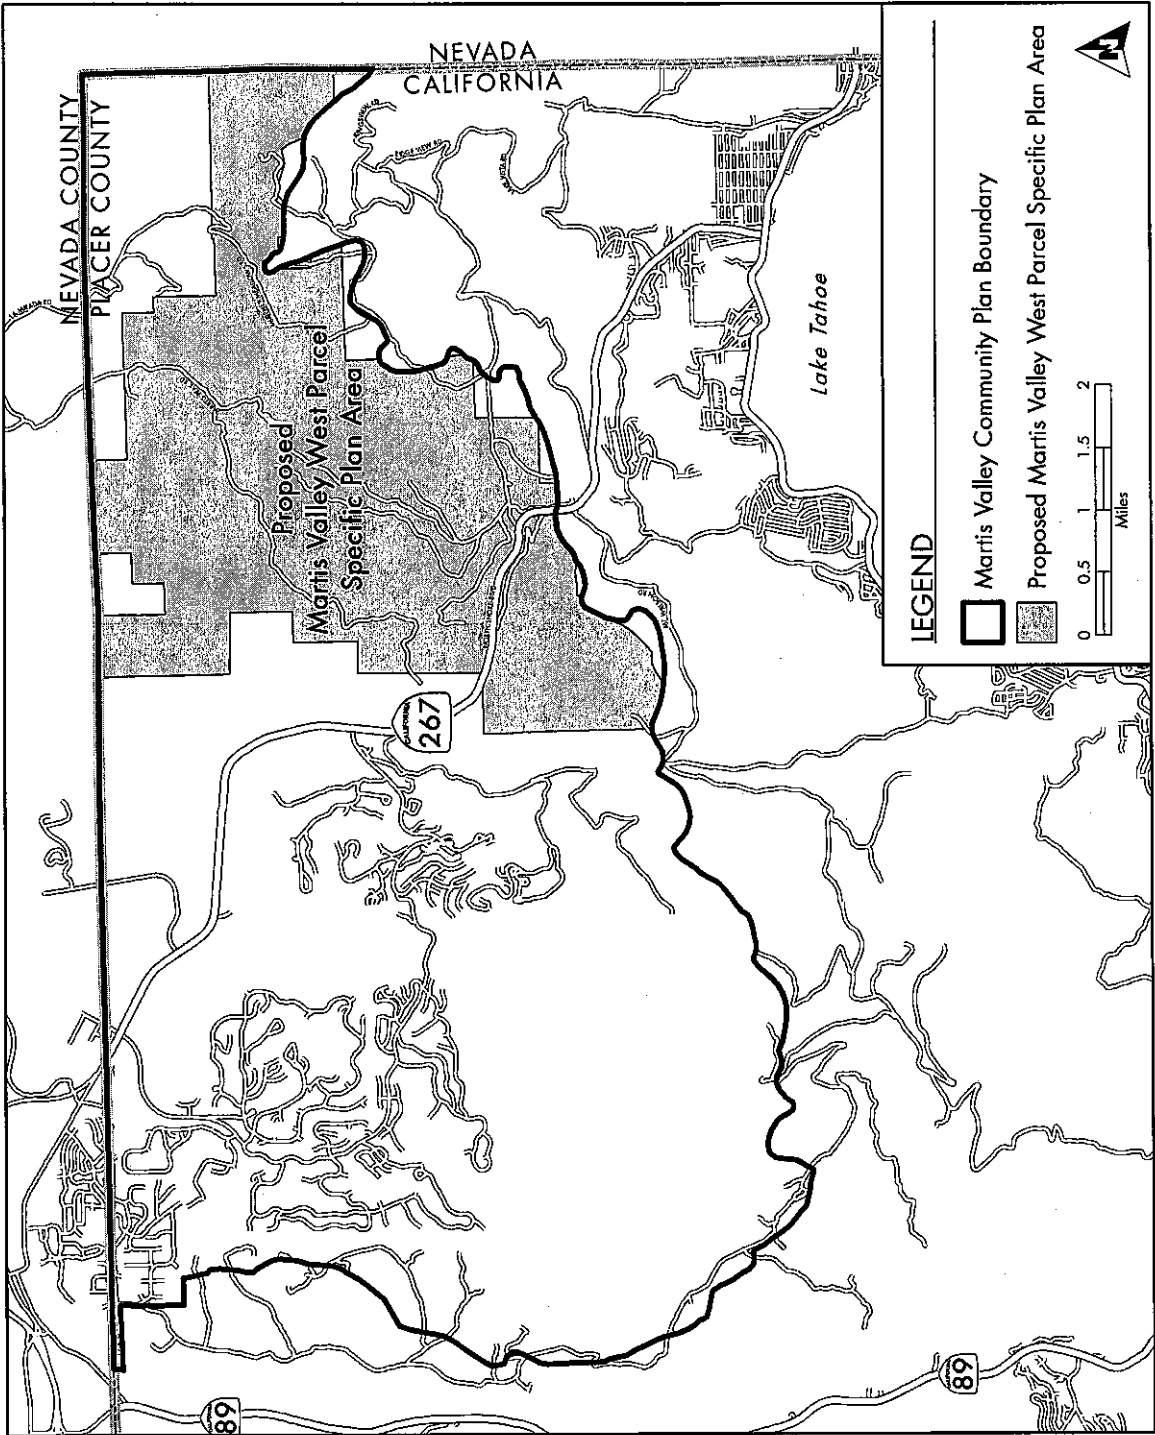 NEVADA
CALIFORNIA
NEVADA COUNTY
PLACER COUNTY
Proposed
Martis Valley West Parcel
Specific Plan Area
CALIFORNIA
267
Lake Tahoe
89
89
LEGEND
Martis Valley Community Plan Boundary
Proposed Martis Valley West Parcel Specific Plan Area
0 0.5 1 1.5 2
Miles
N